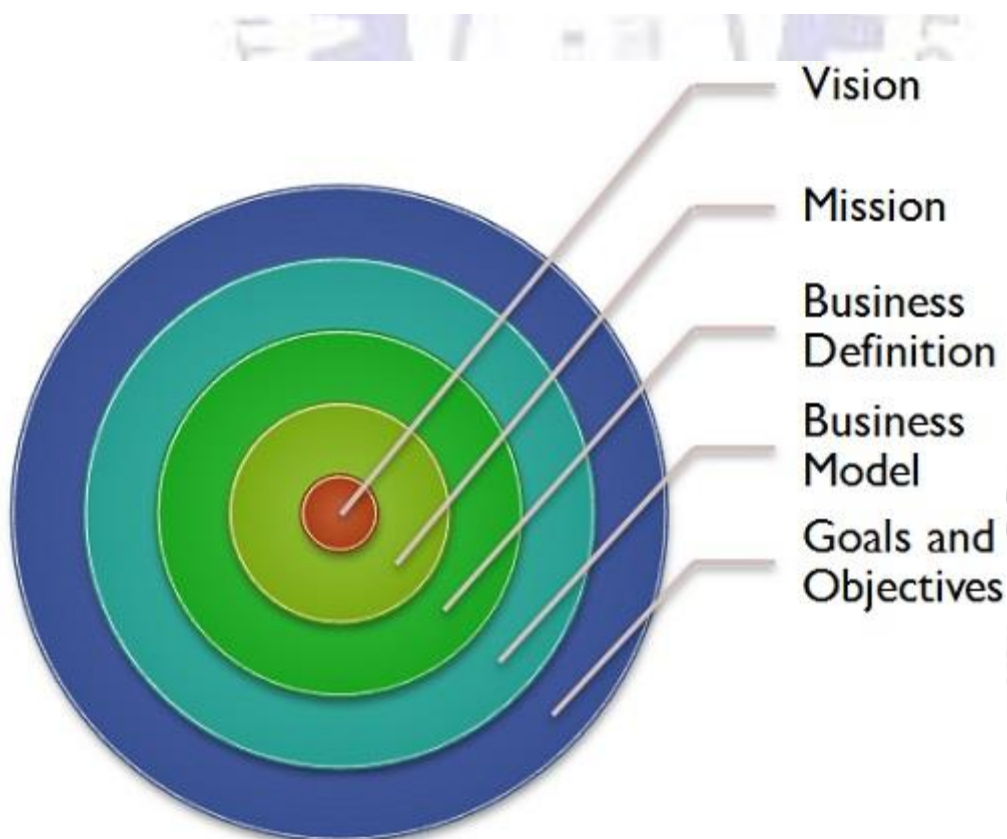 Vision
Mission
Business
Definition
Business
Model
Goals and
Objectives